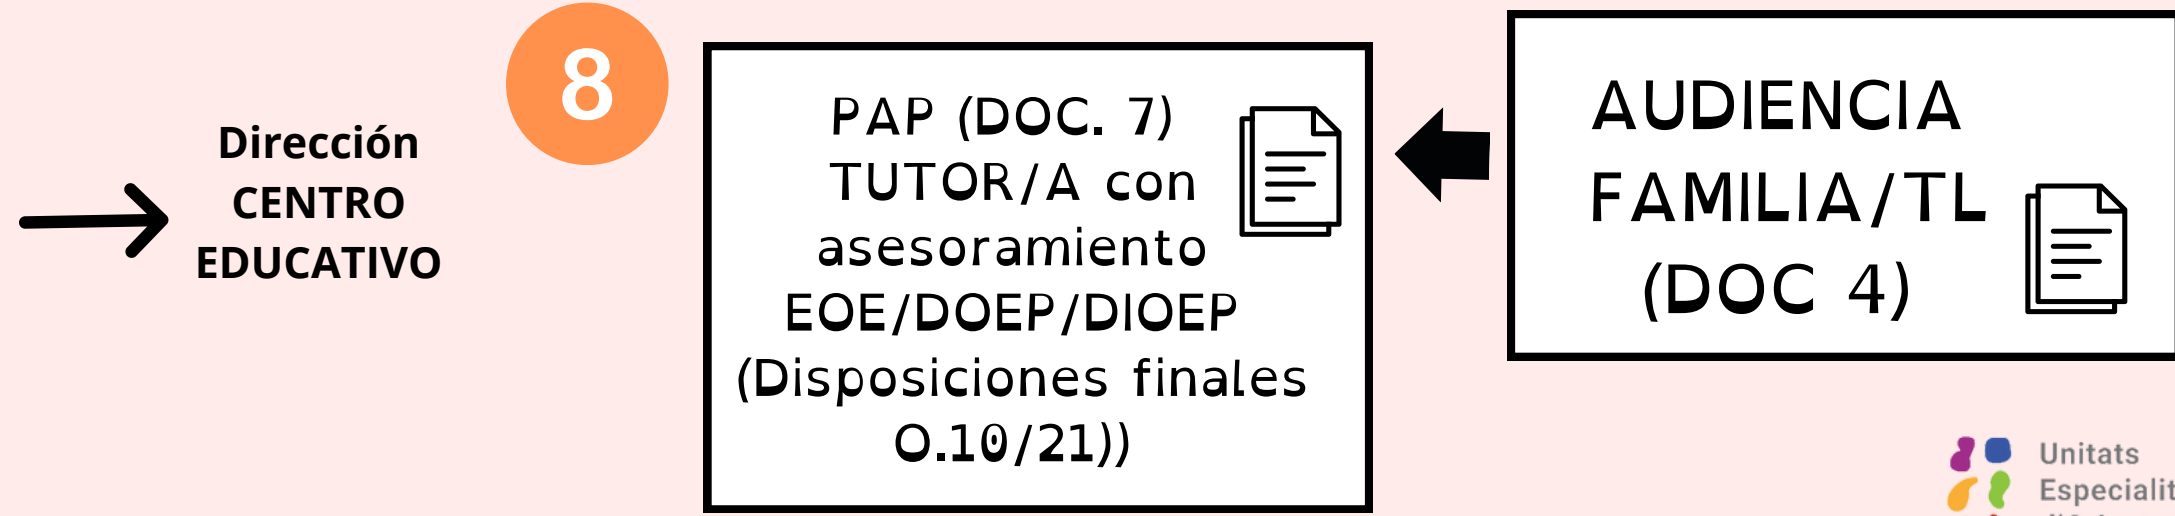 Dirección
CENTRO
EDUCATIVO
8
PAP (DOC. 7)
TUTOR/A con
asesoramiento
EOE/DOEP/DIOEP
(Disposiciones finales
O.10/21))
AUDIENCIA
FAMILIA/TL
(DOC 4)
Unitats
Especialit